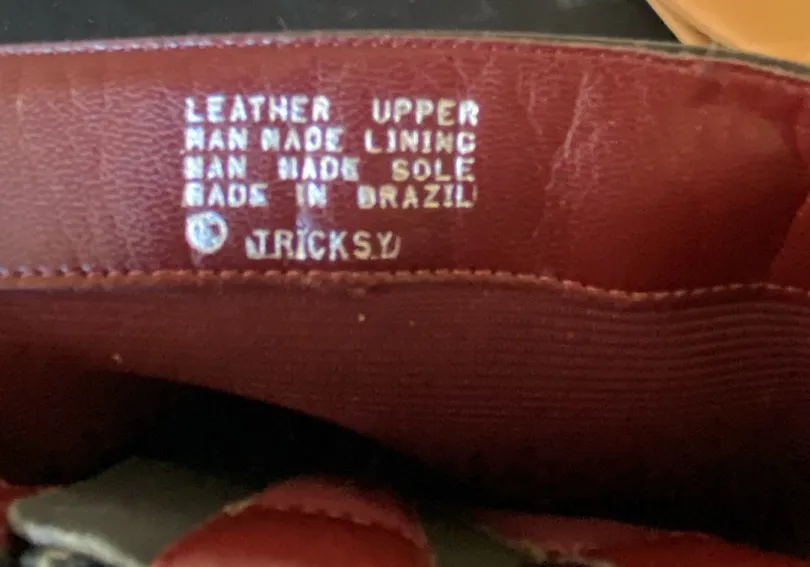 LEATHER UPPER
MAN MADE LINING
MAN MADE SOLE
MADE IN BRAZIL
TRICKSY